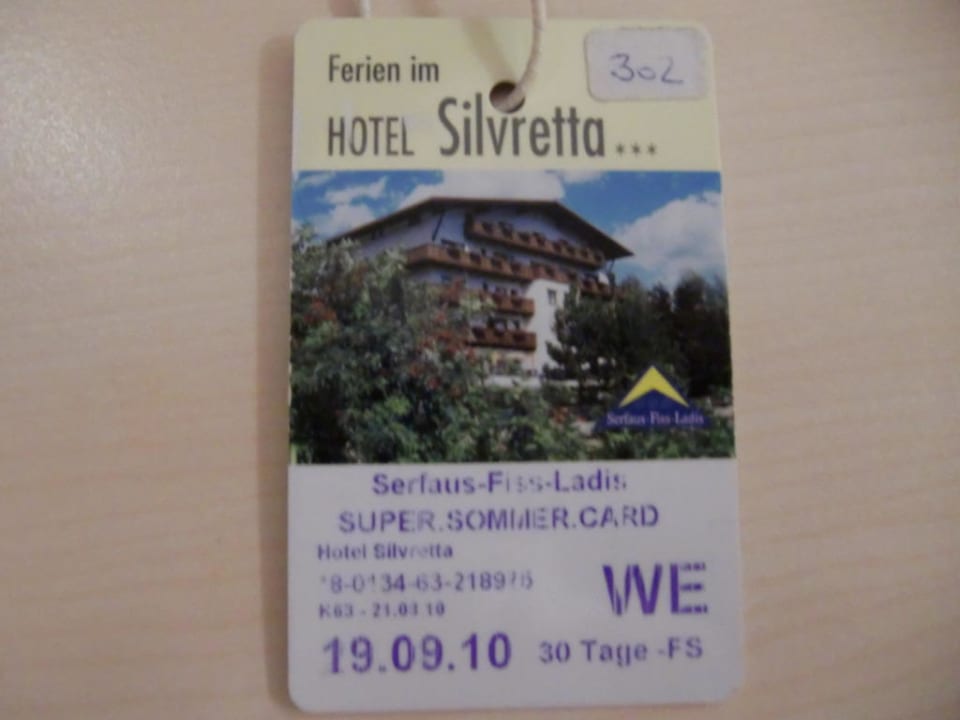 Ferien im
302
HOTEL Silvretta ***
Serfaus-Fiss-Ladis
Serfaus-Fiss-Ladis
SUPER.SOMMER.CARD
Hotel Silvretta
WE
19.09.10 30 Tage -FS